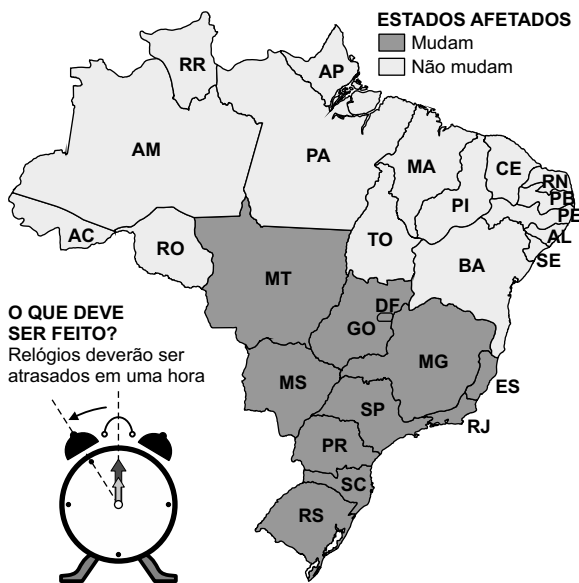 ESTADOS AFETADOS
Mudam
Não mudam
RR
AP
AM
PA
MA
CE
RN
PB
PE
PI
AL
SE
AC
RO
TO
BA
MT
DF
GO
MG
ES
MS
SP
RJ
PR
SC
RS
O QUE DEVE
SER FEITO?
Relógios deverão ser
atrasados em uma hora